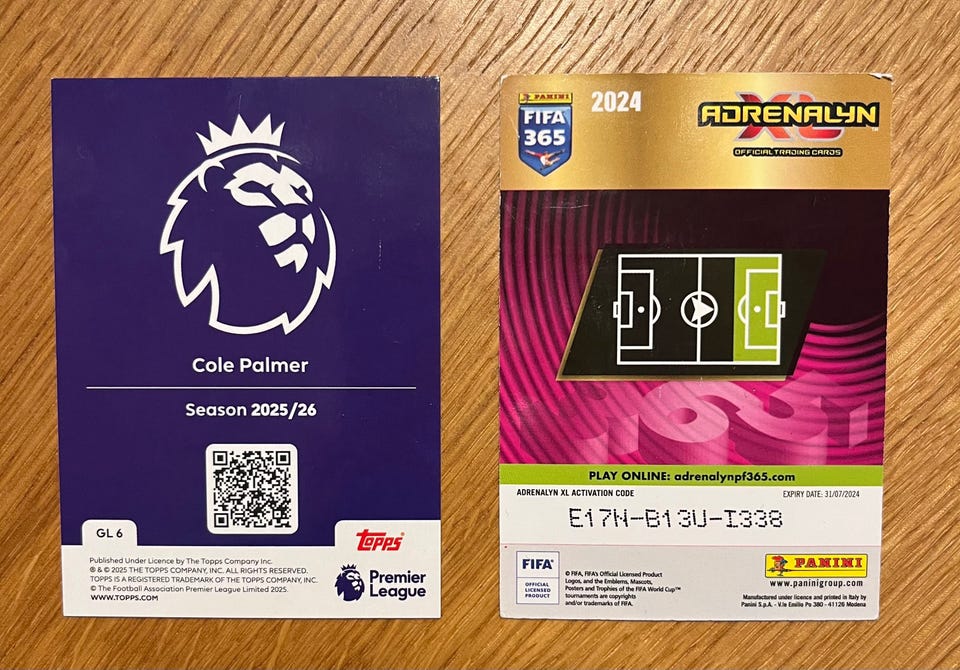 Cole Palmer
Season 2025/26
GL 6
Topps
Published Under Licence by The Topps Company Inc.
® & © 2025 THE TOPPS COMPANY, INC. ALL RIGHTS RESERVED.
TOPPS IS A REGISTERED TRADEMARK OF THE TOPPS COMPANY, INC.
© The Football Association Premier League Limited 2025.
WWW.TOPPS.COM
Premier
League
PANINI
FIFA
365
2024
ADRENALYN
XL
OFFICIAL TRADING CARDS
PLAY ONLINE: adrenalynpf365.com
ADRENALYN XL ACTIVATION CODE
EXPIRY DATE: 31/07/2024
E17N-B13U-I338
FIFA
OFFICIAL
LICENSED
PRODUCT
© FIFA, FIFA's Official Licensed Product
Logos, and the Emblems, Mascots,
Posters and Trophies of the FIFA World Cup™
tournaments are copyrights
and/or trademarks of FIFA.
PANINI
www.paninigroup.com
Manufactured under licence and printed in Italy by
Panini S.p.A. - V.le Emilio Po 380 - 41126 Modena